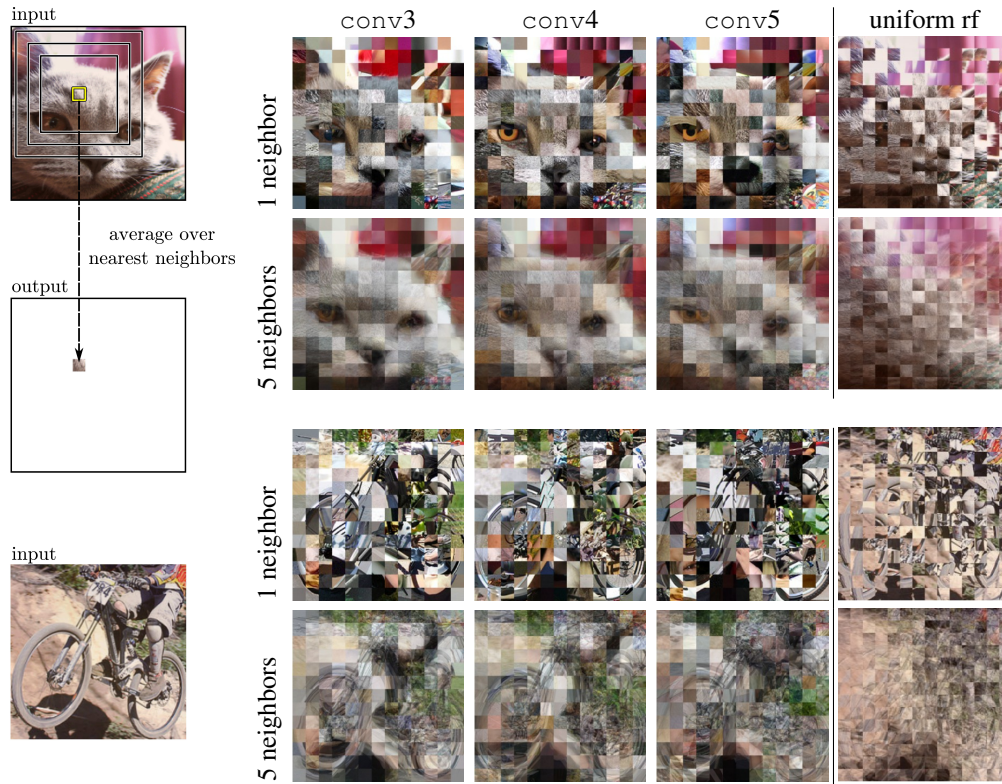 input
conv3
conv4
conv5
uniform rf
1 neighbor
average over
nearest neighbors
5 neighbors
output
1 neighbor
input
5 neighbors